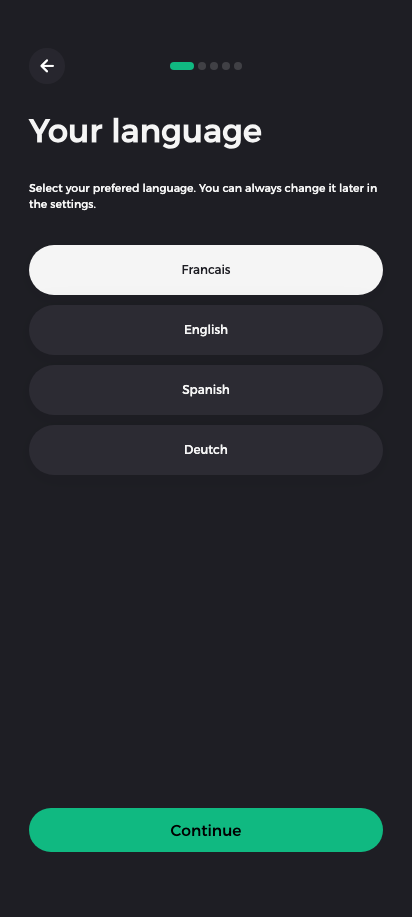 Your language
Select your prefered language. You can always change it later in
the settings.
Francais
English
Spanish
Deutch
Continue